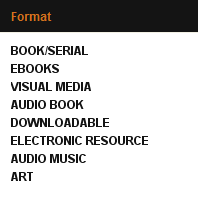 Format
BOOK/SERIAL
EBOOKS
VISUAL MEDIA
AUDIO BOOK
DOWNLOADABLE
ELECTRONIC RESOURCE
AUDIO MUSIC
ART